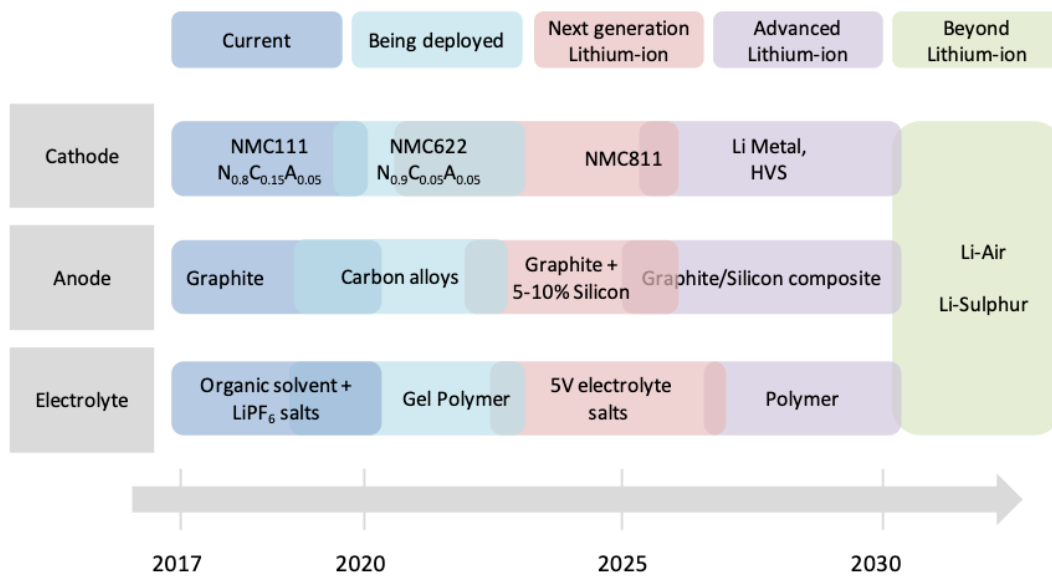 Current
Being deployed
Next generation
Lithium-ion
Advanced
Lithium-ion
Beyond
Lithium-ion
Cathode
NMC111
N₀.₈C₀.₁₅A₀.₀₅
NMC622
N₀.₉C₀.₀₅A₀.₀₅
NMC811
Li Metal,
HVS
Anode
Graphite
Carbon alloys
Graphite +
5-10% Silicon
Graphite/Silicon composite
Li-Air
Li-Sulphur
Electrolyte
Organic solvent +
LiPF₆ salts
Gel Polymer
5V electrolyte
salts
Polymer
2017
2020
2025
2030